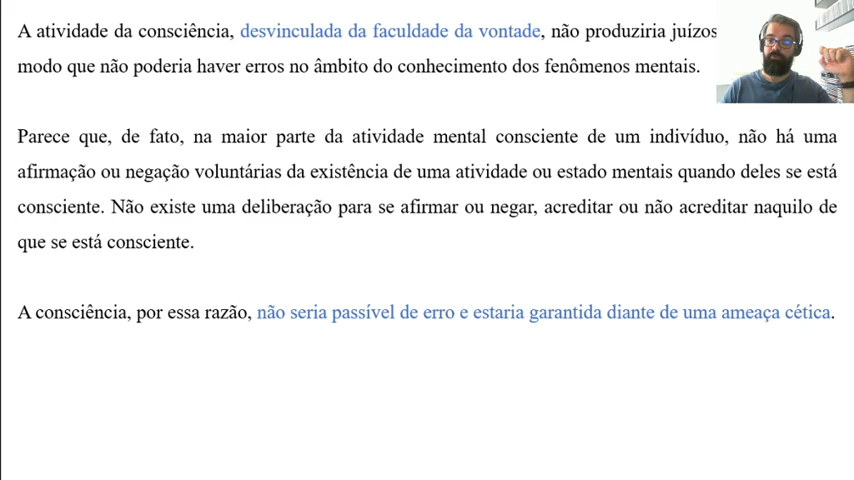 A atividade da consciência, desvinculada da faculdade da vontade, não produziria juízos
modo que não poderia haver erros no âmbito do conhecimento dos fenômenos mentais.
Parece que, de fato, na maior parte da atividade mental consciente de um indivíduo, não há uma
afirmação ou negação voluntárias da existência de uma atividade ou estado mentais quando deles se está
consciente. Não existe uma deliberação para se afirmar ou negar, acreditar ou não acreditar naquilo de
que se está consciente.
A consciência, por essa razão, não seria passível de erro e estaria garantida diante de uma ameaça cética.